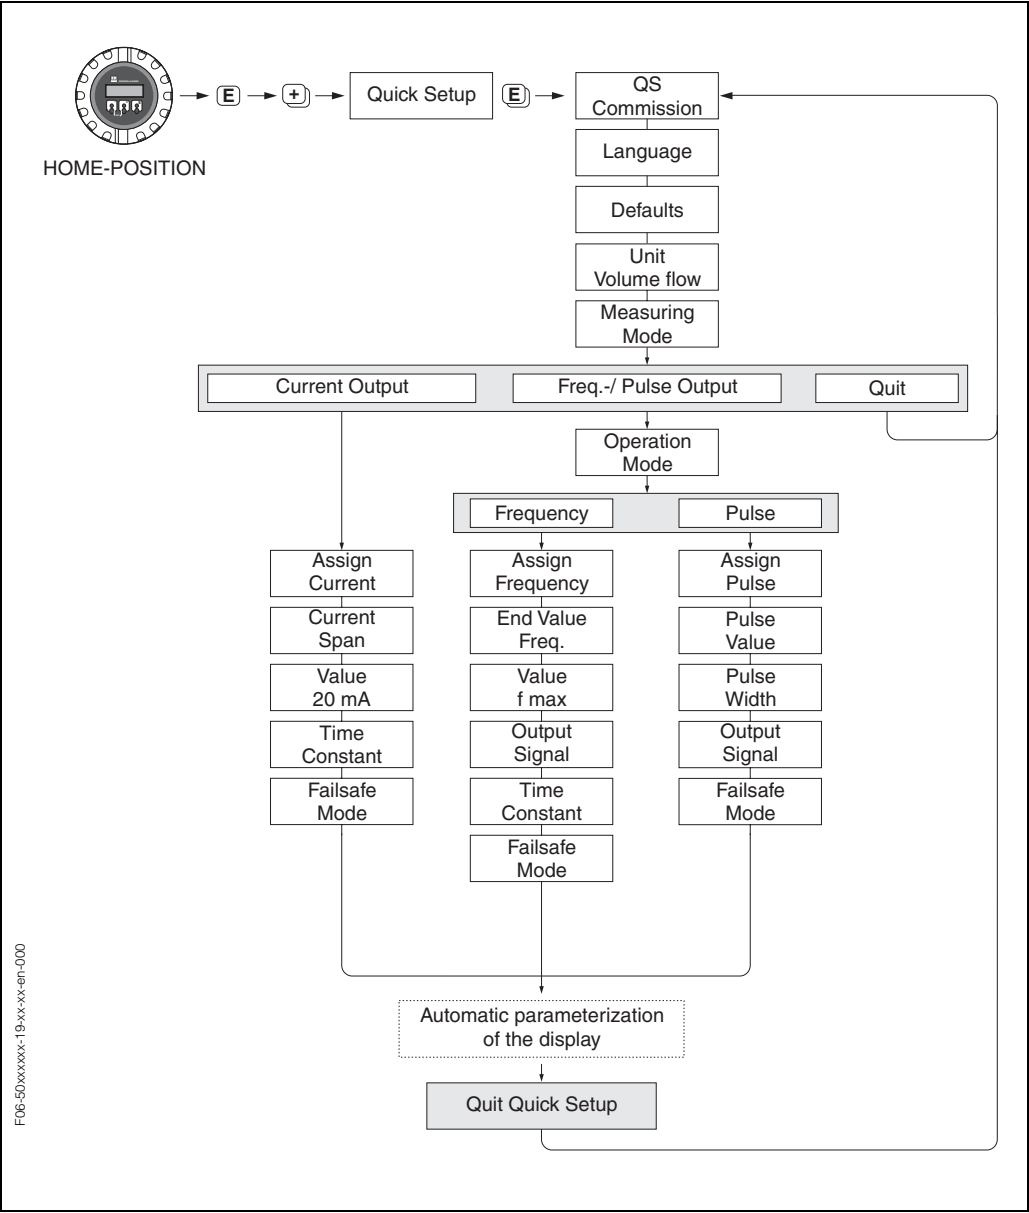 E
+
Quick Setup
E
QS
Commission
HOME-POSITION
Language
Defaults
Unit
Volume flow
Measuring
Mode
Current Output
Freq.-/ Pulse Output
Quit
Operation
Mode
Frequency
Pulse
Assign
Current
Current
Span
Value
20 mA
Time
Constant
Failsafe
Mode
Assign
Frequency
End Value
Freq.
Value
f max
Output
Signal
Time
Constant
Failsafe
Mode
Assign
Pulse
Pulse
Value
Pulse
Width
Output
Signal
Failsafe
Mode
Automatic parameterization
of the display
Quit Quick Setup
F06-50xxxxxx-19-xx-xx-en-000